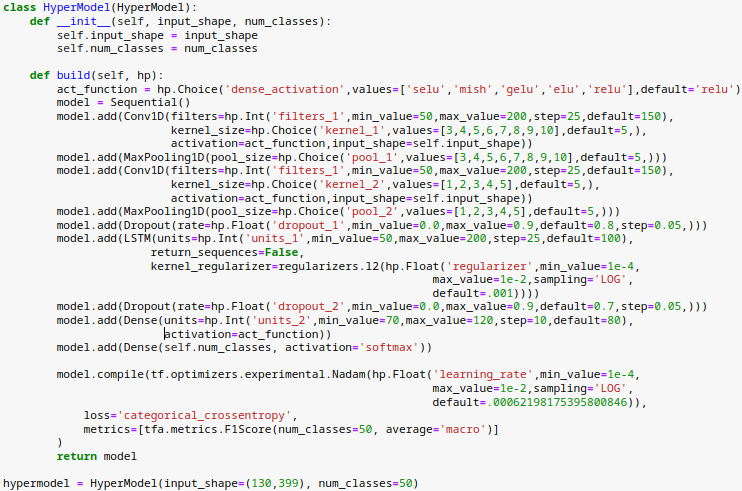 class HyperModel(HyperModel):
    def __init__(self, input_shape, num_classes):
        self.input_shape = input_shape
        self.num_classes = num_classes

    def build(self, hp):
        act_function = hp.Choice('dense_activation',values=['selu','mish','gelu','elu','relu'],default='relu')
        model = Sequential()
        model.add(Conv1D(filters=hp.Int('filters_1',min_value=50,max_value=200,step=25,default=150),
                         kernel_size=hp.Choice('kernel_1',values=[3,4,5,6,7,8,9,10],default=5,),
                         activation=act_function,input_shape=self.input_shape))
        model.add(MaxPooling1D(pool_size=hp.Choice('pool_1',values=[3,4,5,6,7,8,9,10],default=5,)))
        model.add(Conv1D(filters=hp.Int('filters_1',min_value=50,max_value=200,step=25,default=150),
                         kernel_size=hp.Choice('kernel_2',values=[1,2,3,4,5],default=5,),
                         activation=act_function,input_shape=self.input_shape))
        model.add(MaxPooling1D(pool_size=hp.Choice('pool_2',values=[1,2,3,4,5],default=5,)))
        model.add(Dropout(rate=hp.Float('dropout_1',min_value=0.0,max_value=0.9,default=0.8,step=0.05,)))
        model.add(LSTM(units=hp.Int('units_1',min_value=50,max_value=200,step=25,default=100),
                      return_sequences=False,
                      kernel_regularizer=regularizers.l2(hp.Float('regularizer',min_value=1e-4,
                                                                max_value=1e-2,sampling='LOG',
                                                                default=.001))))
        model.add(Dropout(rate=hp.Float('dropout_2',min_value=0.0,max_value=0.9,default=0.7,step=0.05,)))
        model.add(Dense(units=hp.Int('units_2',min_value=70,max_value=120,step=10,default=80),
                        activation=act_function))
        model.add(Dense(self.num_classes, activation='softmax'))

        model.compile(tf.optimizers.experimental.Nadam(hp.Float('learning_rate',min_value=1e-4,
                                                                max_value=1e-2,sampling='LOG',
                                                                default=.00062198175395800846)),
            loss='categorical_crossentropy',
            metrics=[tfa.metrics.F1Score(num_classes=50, average='macro')]
        )
        return model

hypermodel = HyperModel(input_shape=(130,399), num_classes=50)